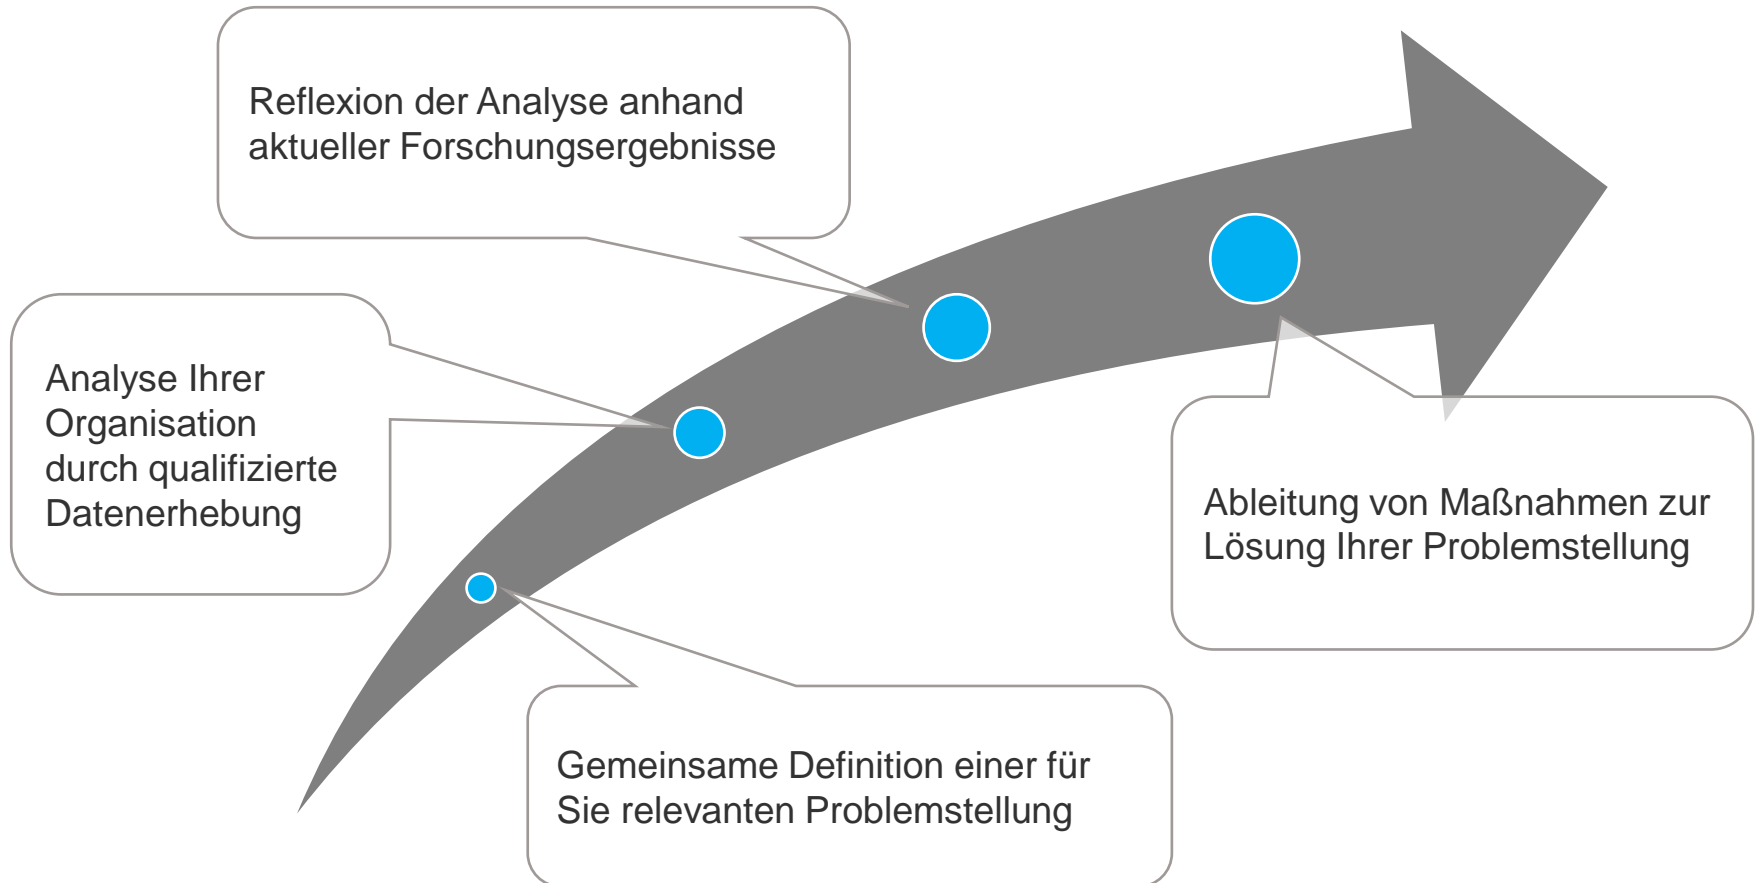 Reflexion der Analyse anhand
aktueller Forschungsergebnisse
Analyse Ihrer
Organisation
durch qualifizierte
Datenerhebung
Ableitung von Maßnahmen zur
Lösung Ihrer Problemstellung
Gemeinsame Definition einer für
Sie relevanten Problemstellung